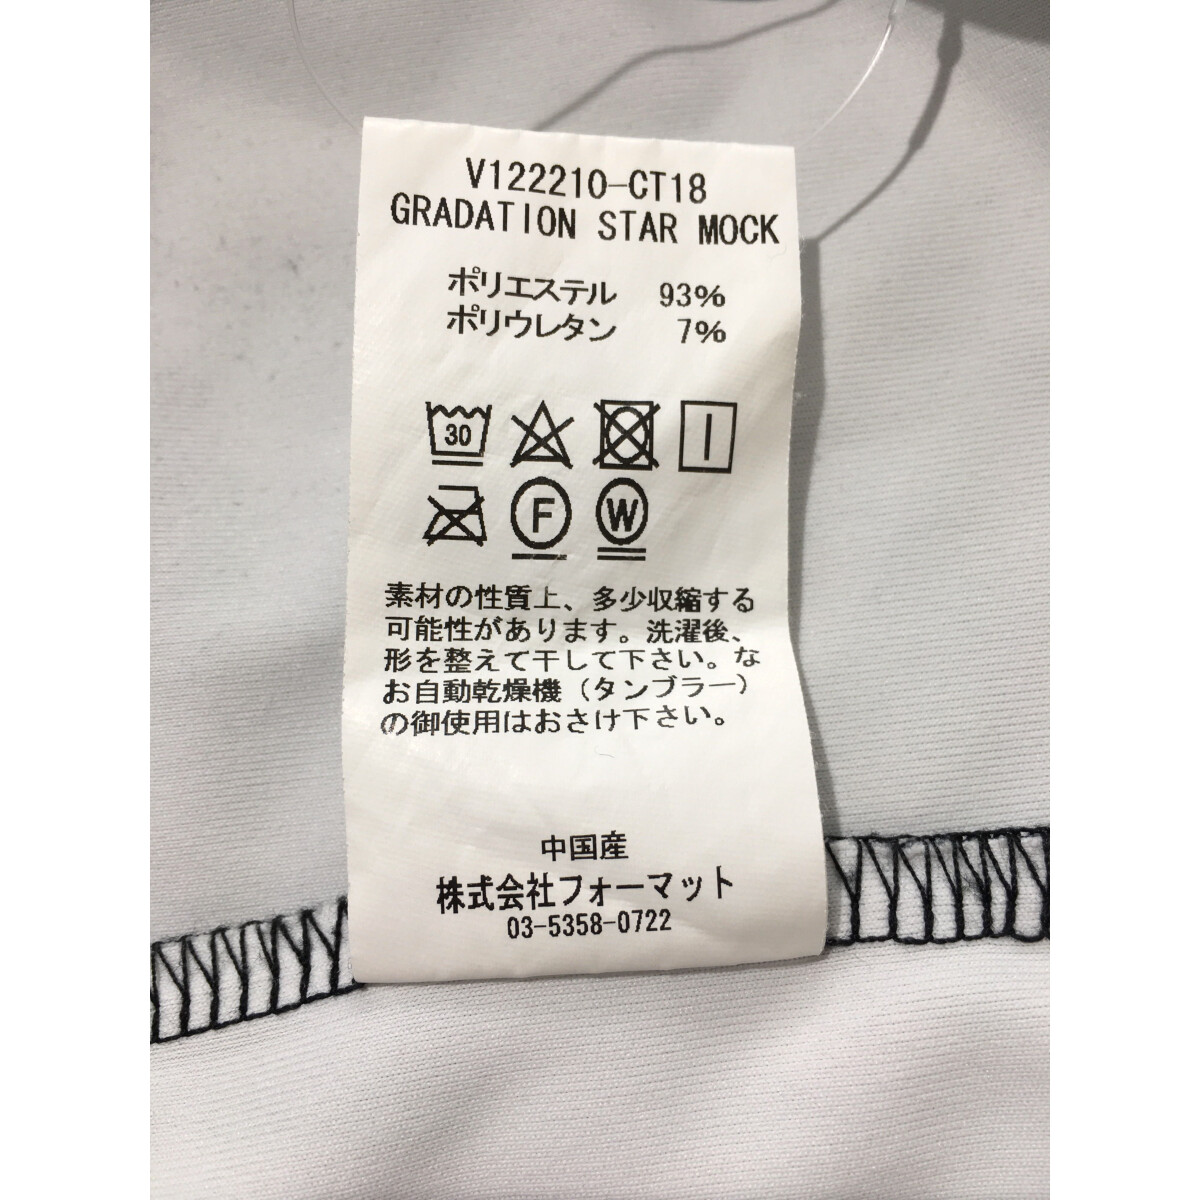 V122210-CT18
GRADATION STAR MOCK
ポリエステル 93%
ポリウレタン 7%
30
F
W
素材の性質上、多少収縮する
可能性があります。洗濯後、
形を整えて干して下さい。な
お自動乾燥機(タンブラー)
の御使用はおさけ下さい。
中国産
株式会社フォーマット
03-5358-0722